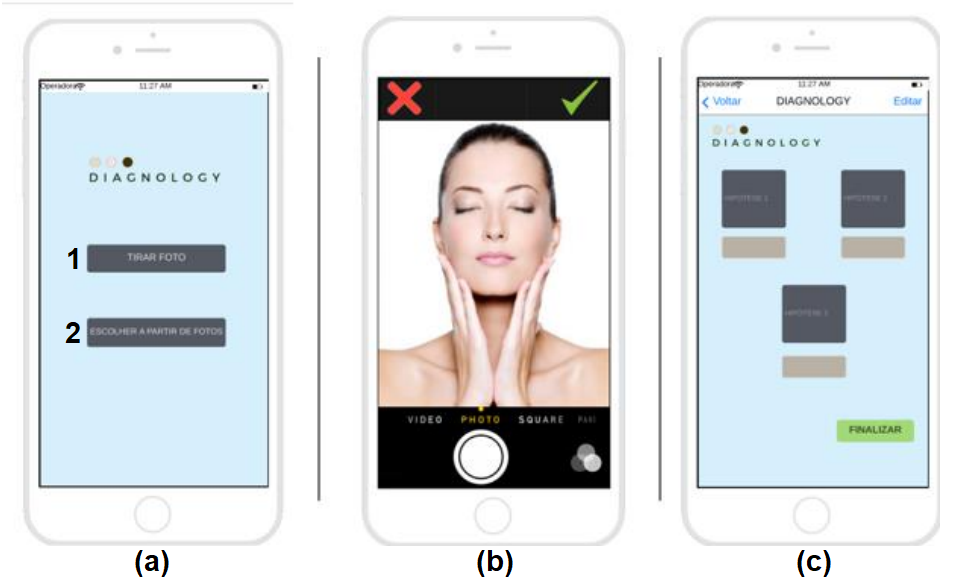 Operadora
11:27 AM
DIAGNOLOGY
1
TIRAR FOTO
2
ESCOLHER A PARTIR DE FOTOS
(a)
VIDEO PHOTO SQUARE
(b)
Operadora
11:27 AM
Voltar DIAGNOLOGY Editar
DIAGNOLOGY
HIPÓTESE 1
HIPÓTESE 2
HIPÓTESE 3
FINALIZAR
(c)